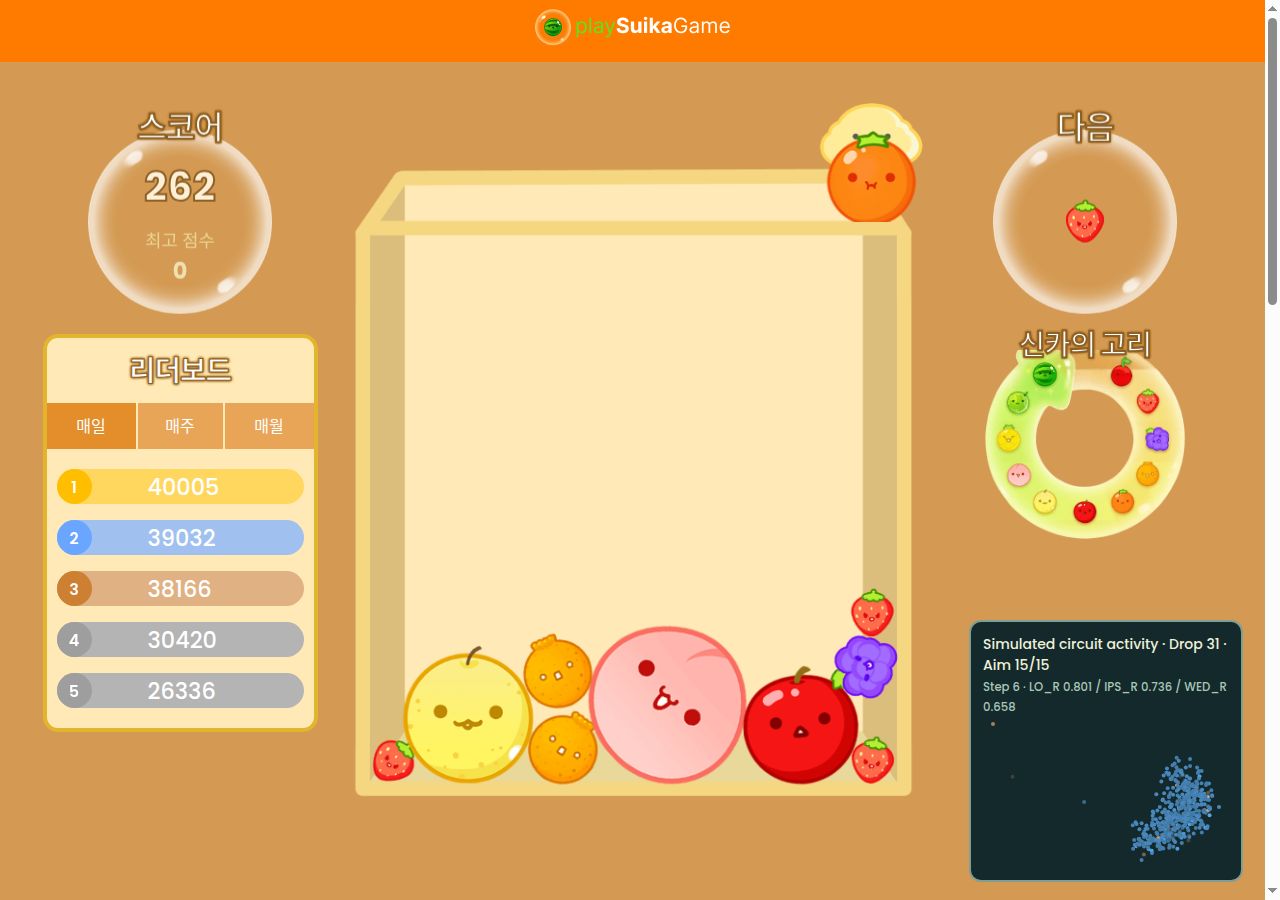 playSuikaGame
스코어
262
최고 점수
0
리더보드
매일 매주 매월
1 40005
2 39032
3 38166
4 30420
5 26336
다음
신카의 고리
Simulated circuit activity · Drop 31 ·
Aim 15/15
Step 6 · LO_R 0.801 / IPS_R 0.736 / WED_R
0.658